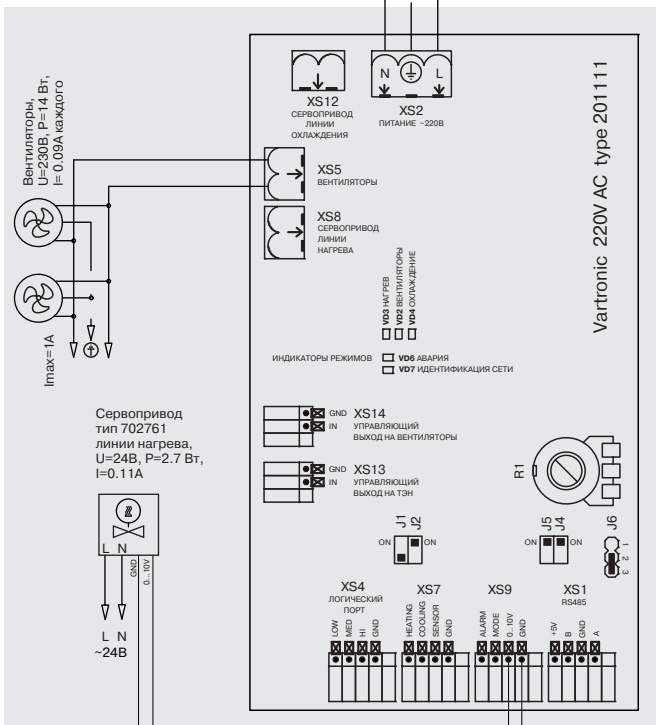 N
L
XS12
СЕРВОПРИВОД
ЛИНИИ
ОХЛАЖДЕНИЯ
XS2
ПИТАНИЕ ~220В
Вентиляторы,
U=230В, P=14 Вт,
I= 0.09А каждого
XS5
ВЕНТИЛЯТОРЫ
XS8
СЕРВОПРИВОД
ЛИНИИ
НАГРЕВА
Vartronic 220V AC type 201111
VD3 НАГРЕВ
VD2 ВЕНТИЛЯТОРЫ
VD4 ОХЛАЖДЕНИЕ
Imax=1A
ИНДИКАТОРЫ РЕЖИМОВ
VD6 АВАРИЯ
VD7 ИДЕНТИФИКАЦИЯ СЕТИ
Сервопривод
тип 702761
линии нагрева,
U=24В, P=2.7 Вт,
I=0.11А
GND
IN
XS14
УПРАВЛЯЮЩИЙ
ВЫХОД НА ВЕНТИЛЯТОРЫ
GND
IN
XS13
УПРАВЛЯЮЩИЙ
ВЫХОД НА ТЭН
R1
J1
J2
ON
ON
J5
J4
ON
ON
J6
1
2
3
L N
GND
0...10V
L N
~24В
XS4
ЛОГИЧЕСКИЙ
ПОРТ
LOW
MED
HI
GND
XS7
HEATING
COOLING
SENSOR
GND
XS9
ALARM
MODE
0...10V
GND
XS1
RS485
+5V
B
GND
A